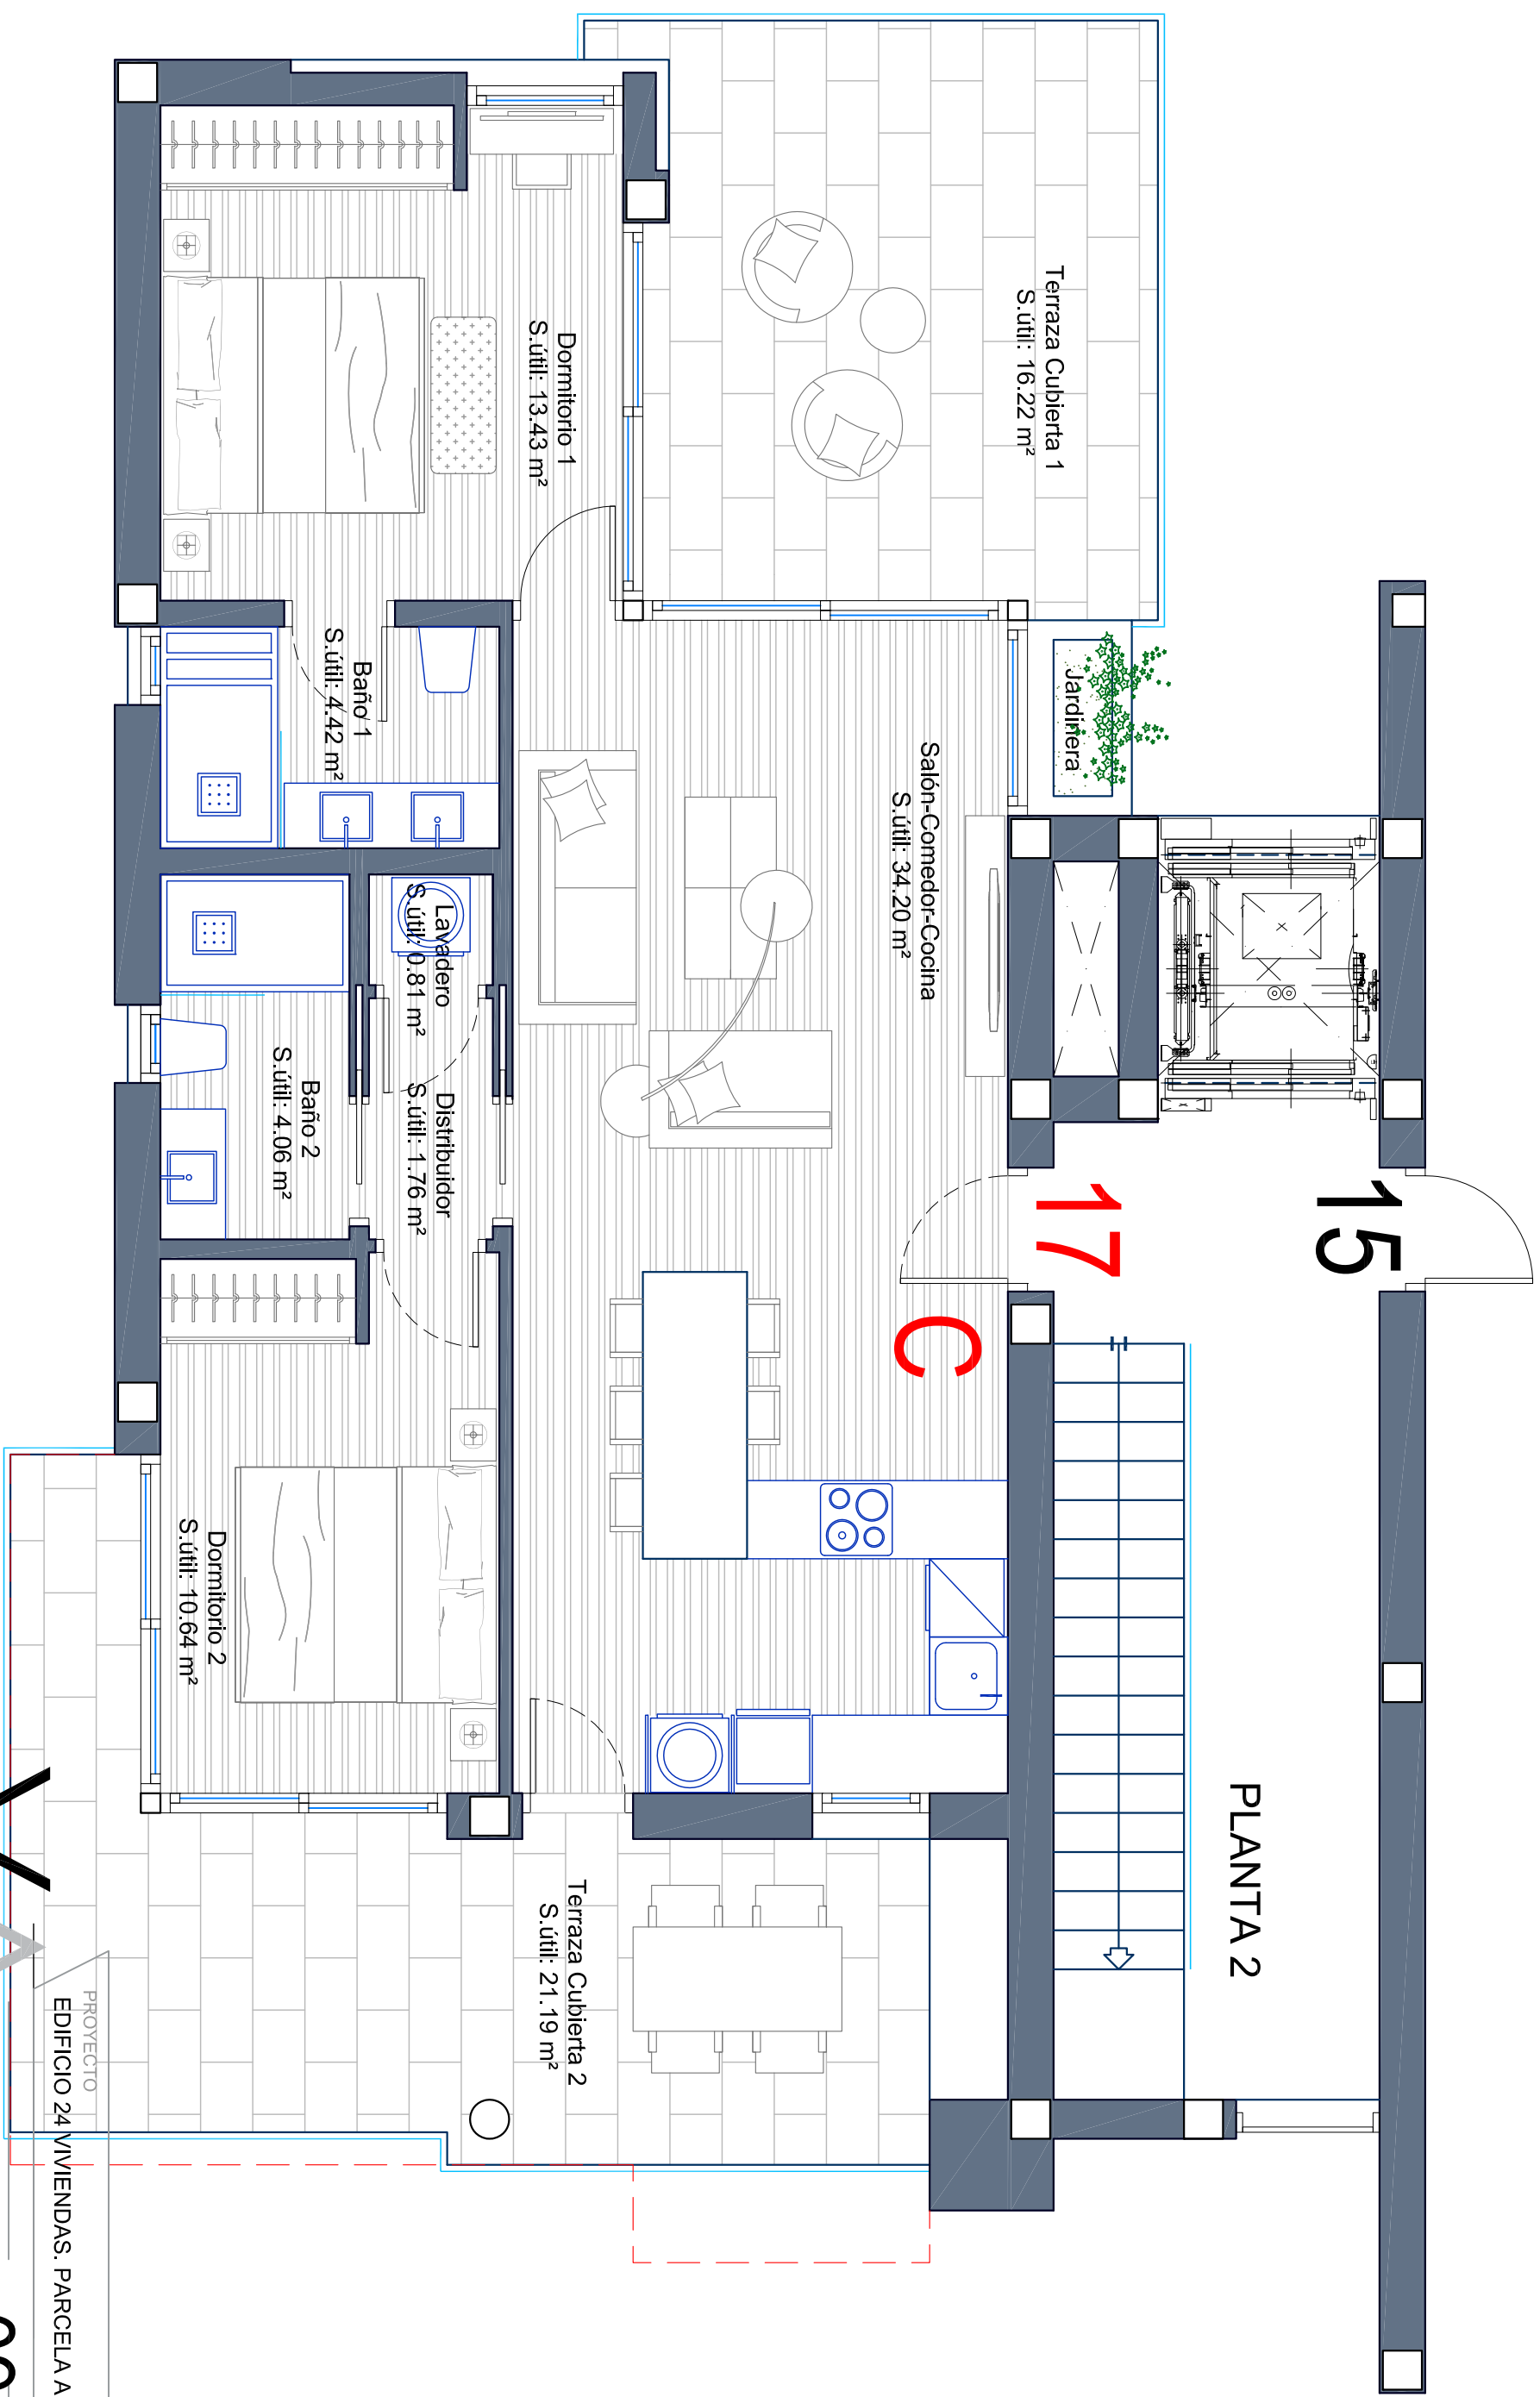 Terraza Cubierta 1
S.útil: 16.22 m²
Dormitorio 1
S.útil: 13.43 m²
Jardinera
Baño 1
S.útil: 4.42 m²
Salón-Comedor-Cocina
S.útil: 34.20 m²
Lavadero
S.útil: 0.81 m²
Distribuidor
S.útil: 1.76 m²
Baño 2
S.útil: 4.06 m²
15
17
C
Dormitorio 2
S.útil: 10.64 m²
PLANTA 2
Terraza Cubierta 2
S.útil: 21.19 m²
PROYECTO
EDIFICIO 24 VIVIENDAS. PARCELA A